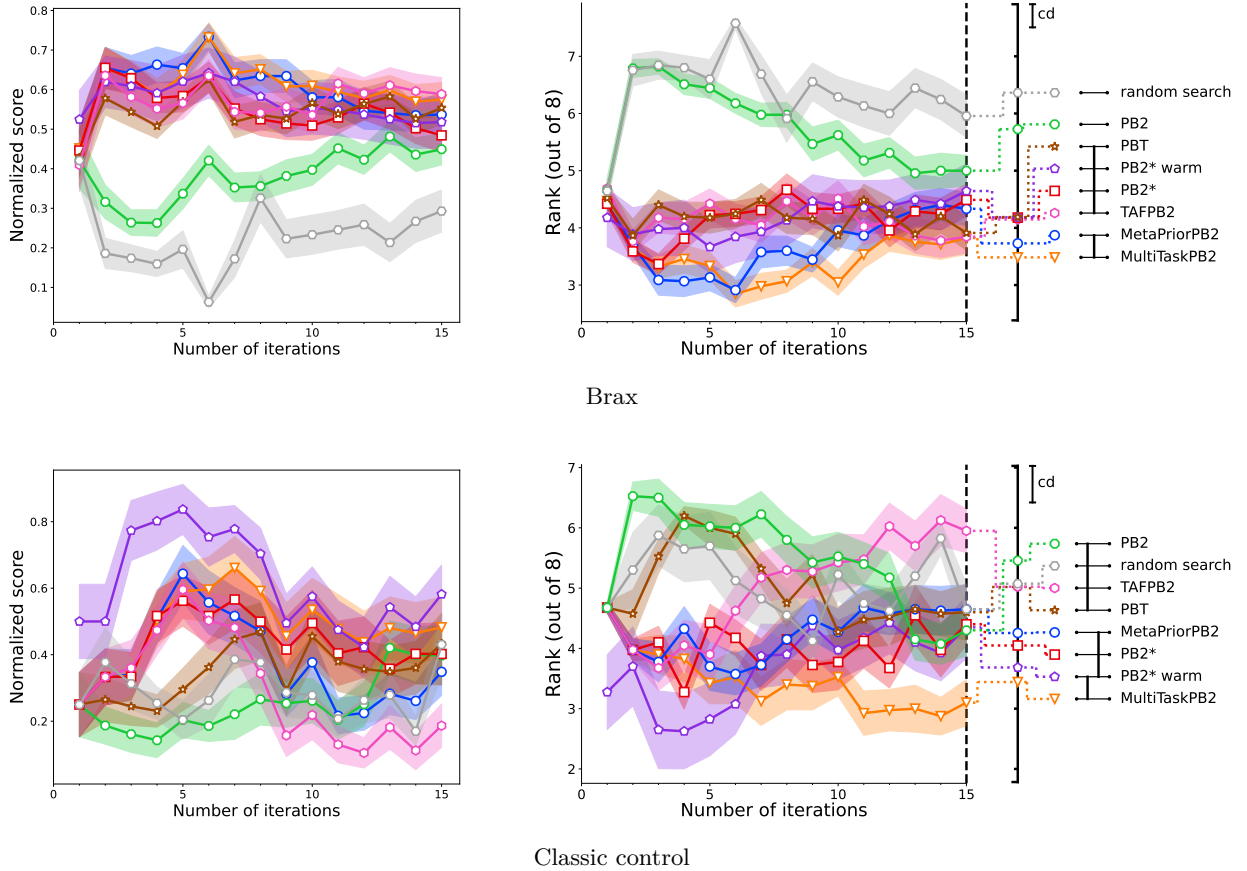 0.8
0.7
0.6
0.5
0.4
0.3
0.2
0.1
0
5
10
15
Normalized score
Number of iterations
7
6
5
4
3
0
5
10
15
Rank (out of 8)
Number of iterations
cd
random search
PB2
PBT
PB2* warm
PB2*
TAFPB2
MetaPriorPB2
MultiTaskPB2
Brax
0.8
0.6
0.4
0.2
0
5
10
15
Normalized score
Number of iterations
7
6
5
4
3
2
0
5
10
15
Rank (out of 8)
Number of iterations
cd
PB2
random search
TAFPB2
PBT
MetaPriorPB2
PB2*
PB2* warm
MultiTaskPB2
Classic control